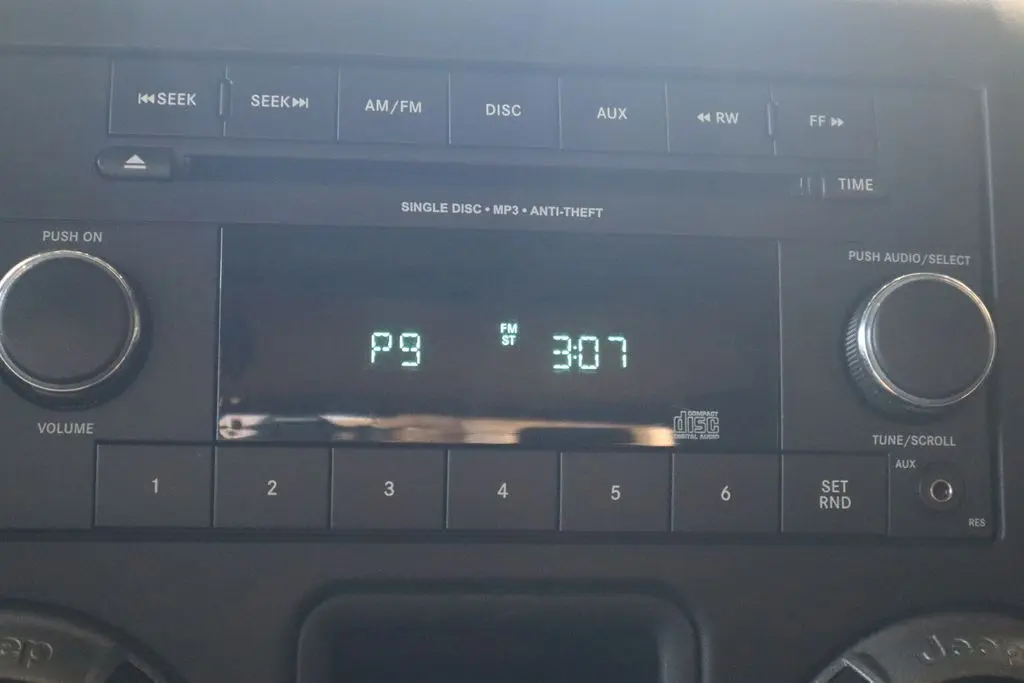 SEEK
SEEK
AM/FM
DISC
AUX
RW
FF
TIME
SINGLE DISC • MP3 • ANTI-THEFT
PUSH ON
PUSH AUDIO/SELECT
P9
FM
ST
3:07
COMPACT
disc
DIGITAL AUDIO
VOLUME
TUNE/SCROLL
1
2
3
4
5
6
SET
RND
AUX
RES
Jeep